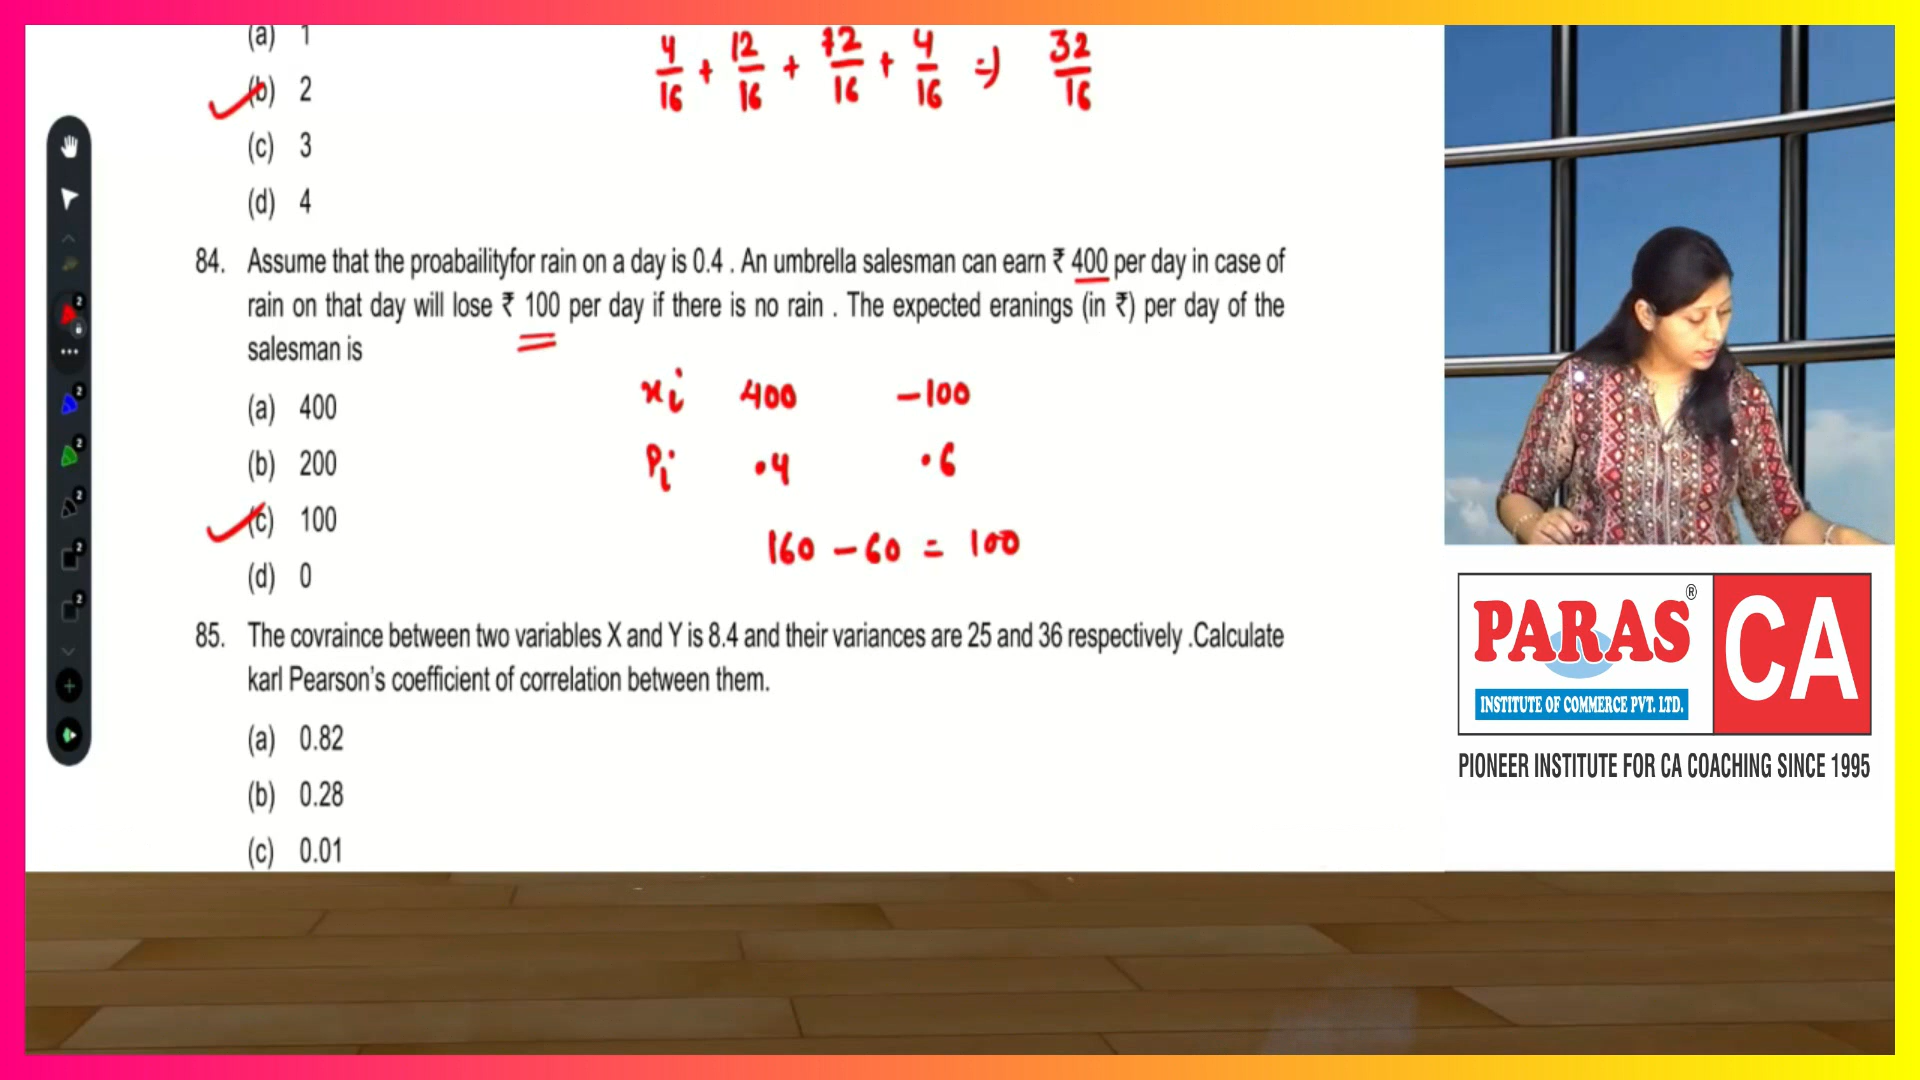 (a) 1
4/16 + 12/16 + 12/16 + 4/16 => 32/16
(b) 2
(c) 3
(d) 4
84. Assume that the proabailityfor rain on a day is 0.4 . An umbrella salesman can earn ₹ 400 per day in case of
rain on that day will lose ₹ 100 per day if there is no rain . The expected eranings (in ₹) per day of the
salesman is
xi 400 -100
(a) 400
Pi .4 .6
(b) 200
(c) 100
160 - 60 = 100
(d) 0
85. The covraince between two variables X and Y is 8.4 and their variances are 25 and 36 respectively .Calculate
karl Pearson's coefficient of correlation between them.
(a) 0.82
(b) 0.28
(c) 0.01
2
2
2
2
2
2
PARAS ®
CA
INSTITUTE OF COMMERCE PVT. LTD.
PIONEER INSTITUTE FOR CA COACHING SINCE 1995